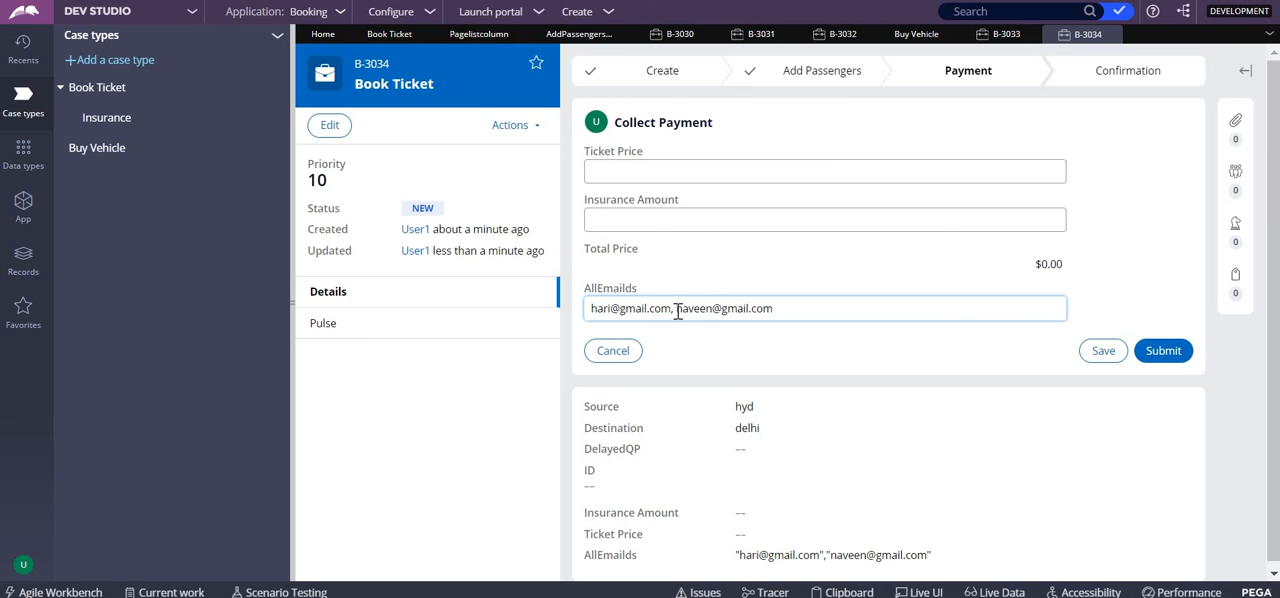 DEV STUDIO
Application: Booking
Configure
Launch portal
Create
Search
DEVELOPMENT
Recents
Case types
Data types
App
Records
Favorites
U
Case types
+Add a case type
Book Ticket
Insurance
Buy Vehicle
Home
Book Ticket
Pagelistcolumn
AddPassengers...
B-3030
B-3031
B-3032
Buy Vehicle
B-3033
B-3034
B-3034
Book Ticket
Edit
Actions
Priority
10
Status NEW
Created User1 about a minute ago
Updated User1 less than a minute ago
Details
Pulse
Create
Add Passengers
Payment
Confirmation
U Collect Payment
Ticket Price
Insurance Amount
Total Price
$0.00
AllEmailds
hari@gmail.com, naveen@gmail.com
Cancel
Save
Submit
Source hyd
Destination delhi
DelayedQP --
ID
--
Insurance Amount --
Ticket Price --
AllEmailds "hari@gmail.com","naveen@gmail.com"
0
0
0
0
Agile Workbench
Current work
Scenario Testing
Issues
Tracer
Clipboard
Live UI
Live Data
Accessibility
Performance
PEGA